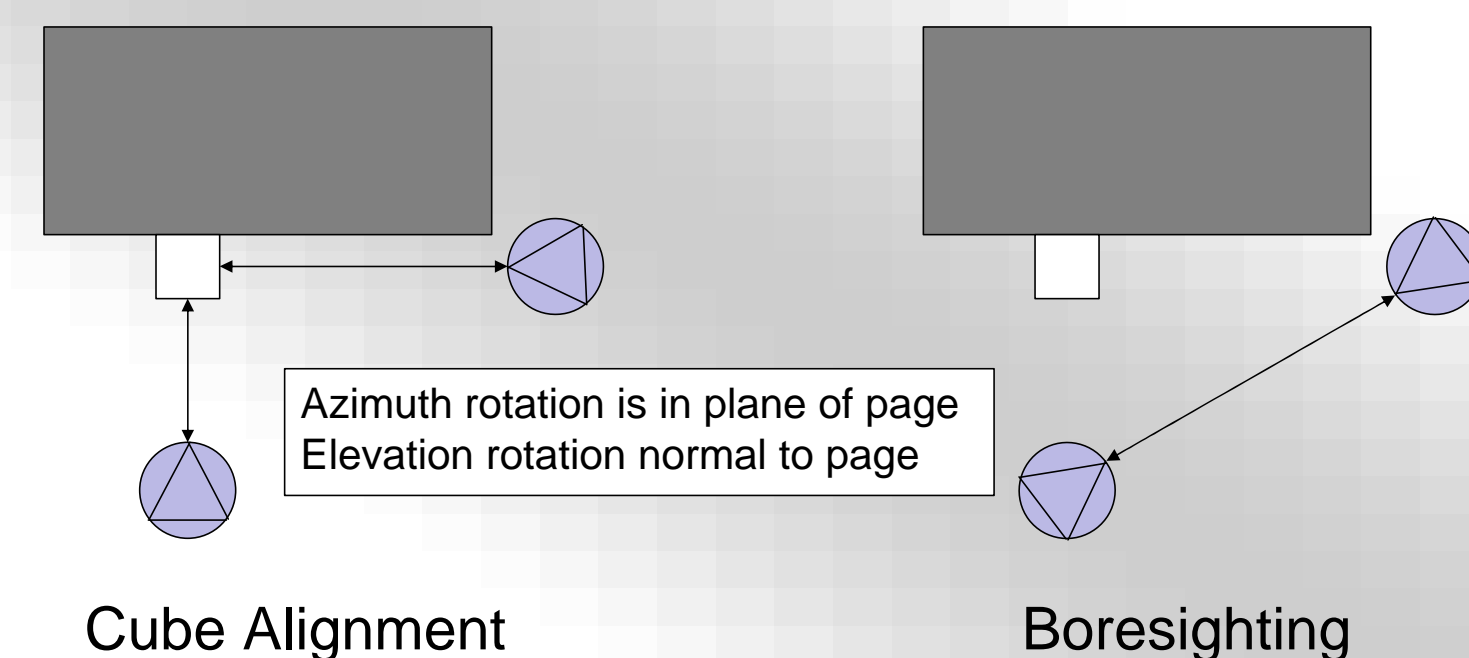 Azimuth rotation is in plane of page
Elevation rotation normal to page
Cube Alignment
Boresighting